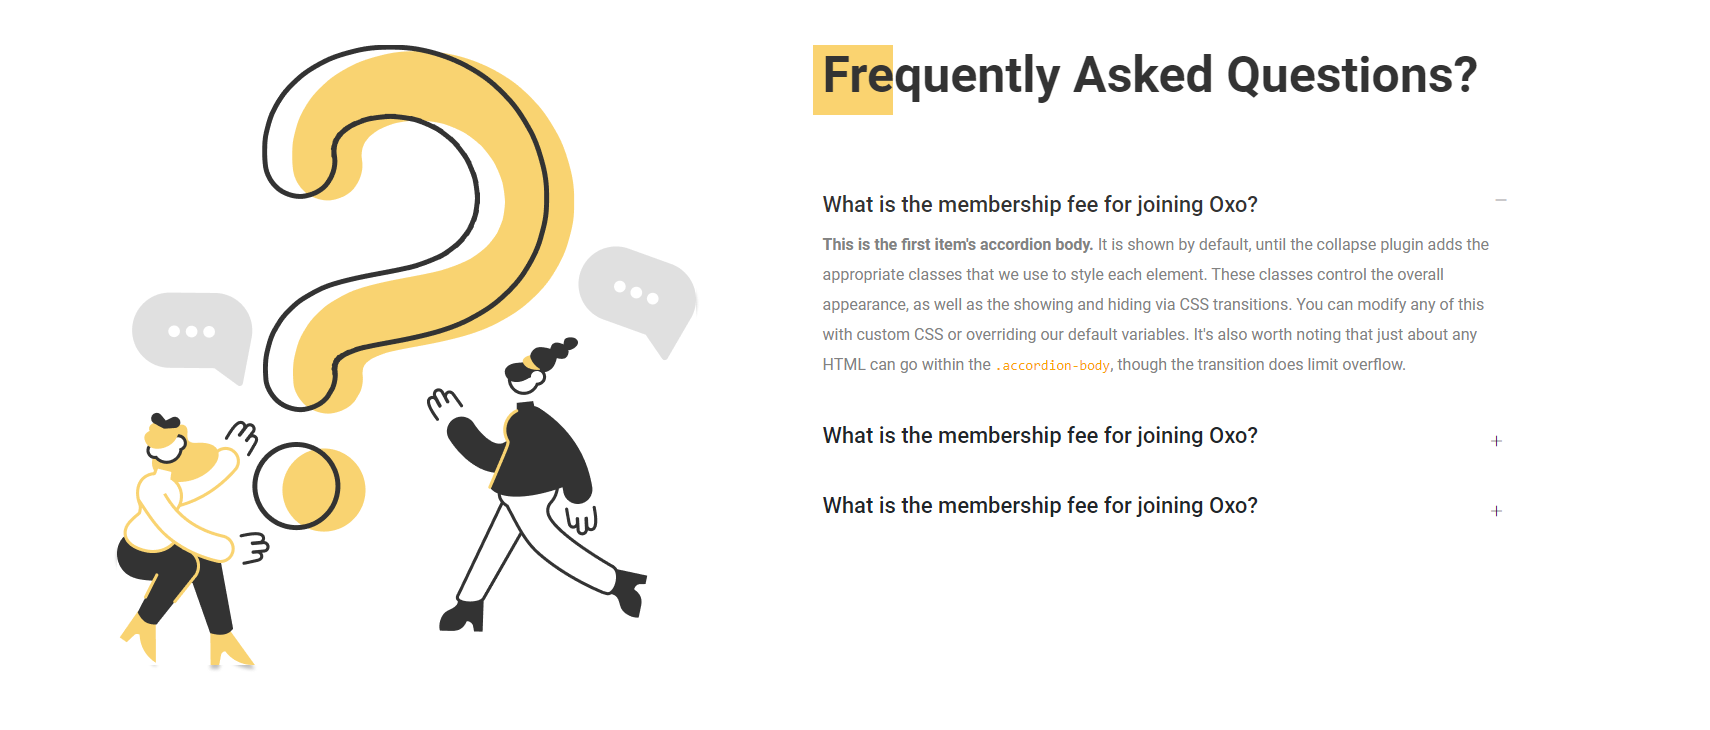 Frequently Asked Questions?
What is the membership fee for joining Oxo?
This is the first item's accordion body. It is shown by default, until the collapse plugin adds the
appropriate classes that we use to style each element. These classes control the overall
appearance, as well as the showing and hiding via CSS transitions. You can modify any of this
with custom CSS or overriding our default variables. It's also worth noting that just about any
HTML can go within the .accordion-body, though the transition does limit overflow.
What is the membership fee for joining Oxo?
What is the membership fee for joining Oxo?